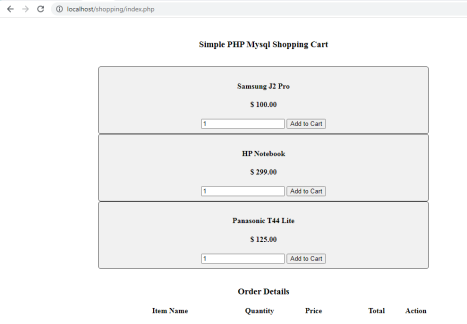 localhost/shopping/index.php
Simple PHP Mysql Shopping Cart
Samsung J2 Pro
$ 100.00
1 Add to Cart
HP Notebook
$ 299.00
1 Add to Cart
Panasonic T44 Lite
$ 125.00
1 Add to Cart
Order Details
Item Name Quantity Price Total Action